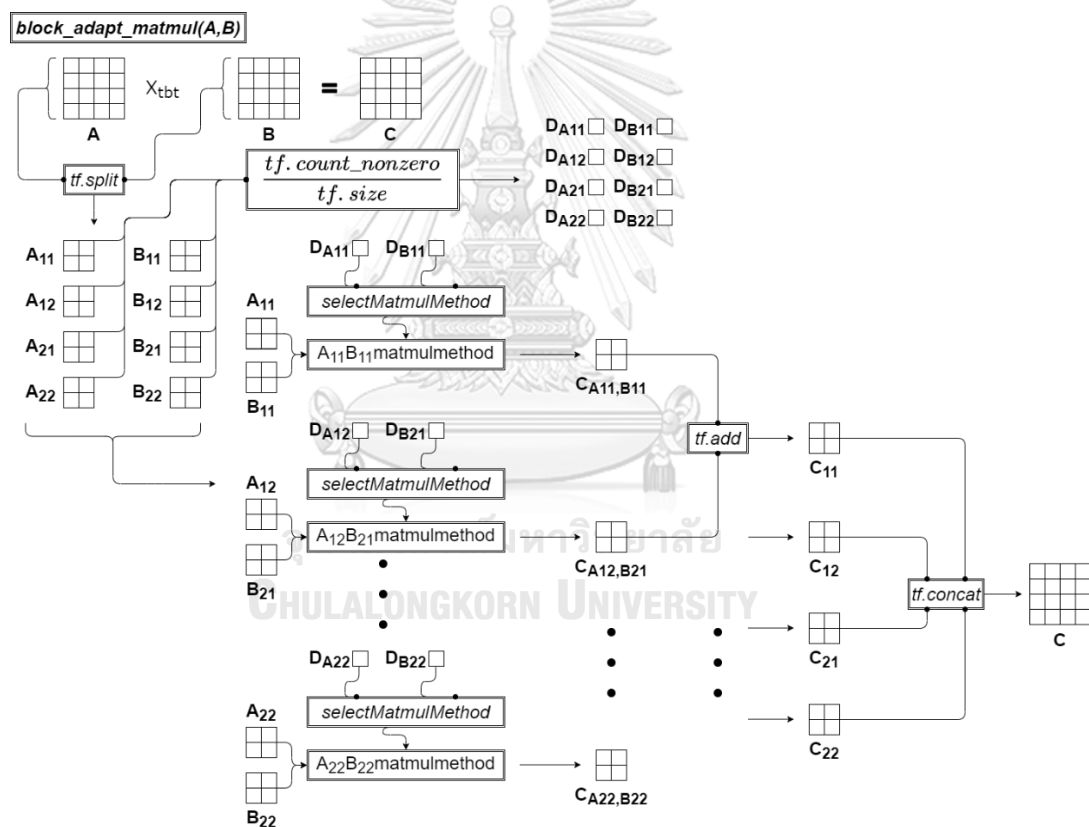 block_adapt_matmul(A,B)
X_tbt
=
A
B
C
tf.split
tf. count_nonzero
tf. size
D_A11 D_B11
D_A12 D_B12
D_A21 D_B21
D_A22 D_B22
A_11 B_11
A_12 B_12
A_21 B_21
A_22 B_22
D_A11 D_B11
selectMatmulMethod
A_11
A_11B_11matmulmethod
B_11
C_A11,B11
D_A12 D_B21
selectMatmulMethod
A_12
A_12B_21matmulmethod
B_21
C_A12,B21
tf.add
C_11
C_12
C_21
C_22
tf.concat
C
D_A22 D_B22
selectMatmulMethod
A_22
A_22B_22matmulmethod
B_22
C_A22,B22
CHULALONGKORN UNIVERSITY